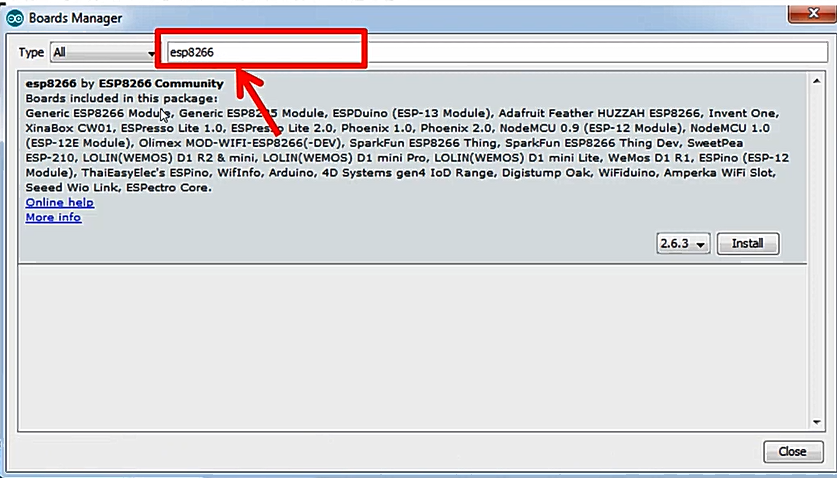 Boards Manager
Type All esp8266
esp8266 by ESP8266 Community
Boards included in this package:
Generic ESP8266 Module, Generic ESP8285 Module, ESPDuino (ESP-13 Module), Adafruit Feather HUZZAH ESP8266, Invent One,
XinaBox CW01, ESPresso Lite 1.0, ESPresso Lite 2.0, Phoenix 1.0, Phoenix 2.0, NodeMCU 0.9 (ESP-12 Module), NodeMCU 1.0
(ESP-12E Module), Olimex MOD-WIFI-ESP8266(-DEV), SparkFun ESP8266 Thing, SparkFun ESP8266 Thing Dev, SweetPea
ESP-210, LOLIN(WEMOS) D1 R2 & mini, LOLIN(WEMOS) D1 mini Pro, LOLIN(WEMOS) D1 mini Lite, WeMos D1 R1, ESPino (ESP-12
Module), ThaiEasyElec's ESPino, WifInfo, Arduino, 4D Systems gen4 IoD Range, Digistump Oak, WiFiduino, Amperka WiFi Slot,
Seeed Wio Link, ESPectro Core.
Online help
More info
2.6.3 Install
Close